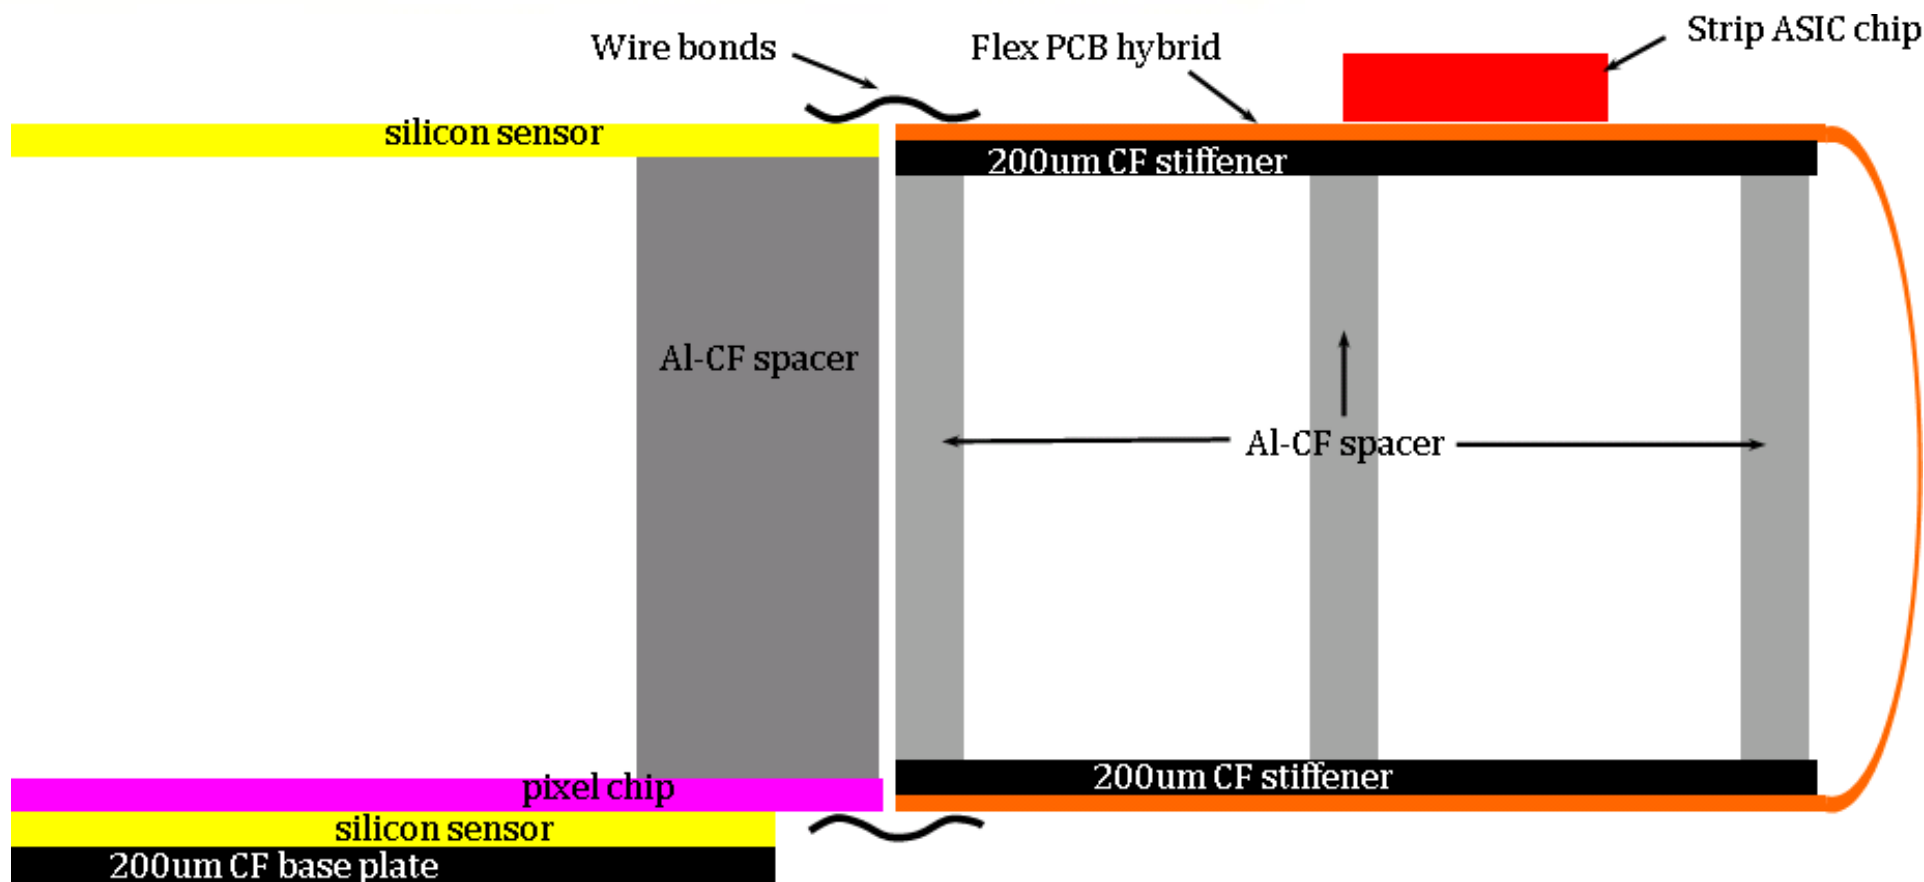 Strip ASIC chip
Wire bonds
Flex PCB hybrid
silicon sensor
200um CF stiffener
Al-CF spacer
Al-CF spacer
200um CF stiffener
pixel chip
silicon sensor
200um CF base plate